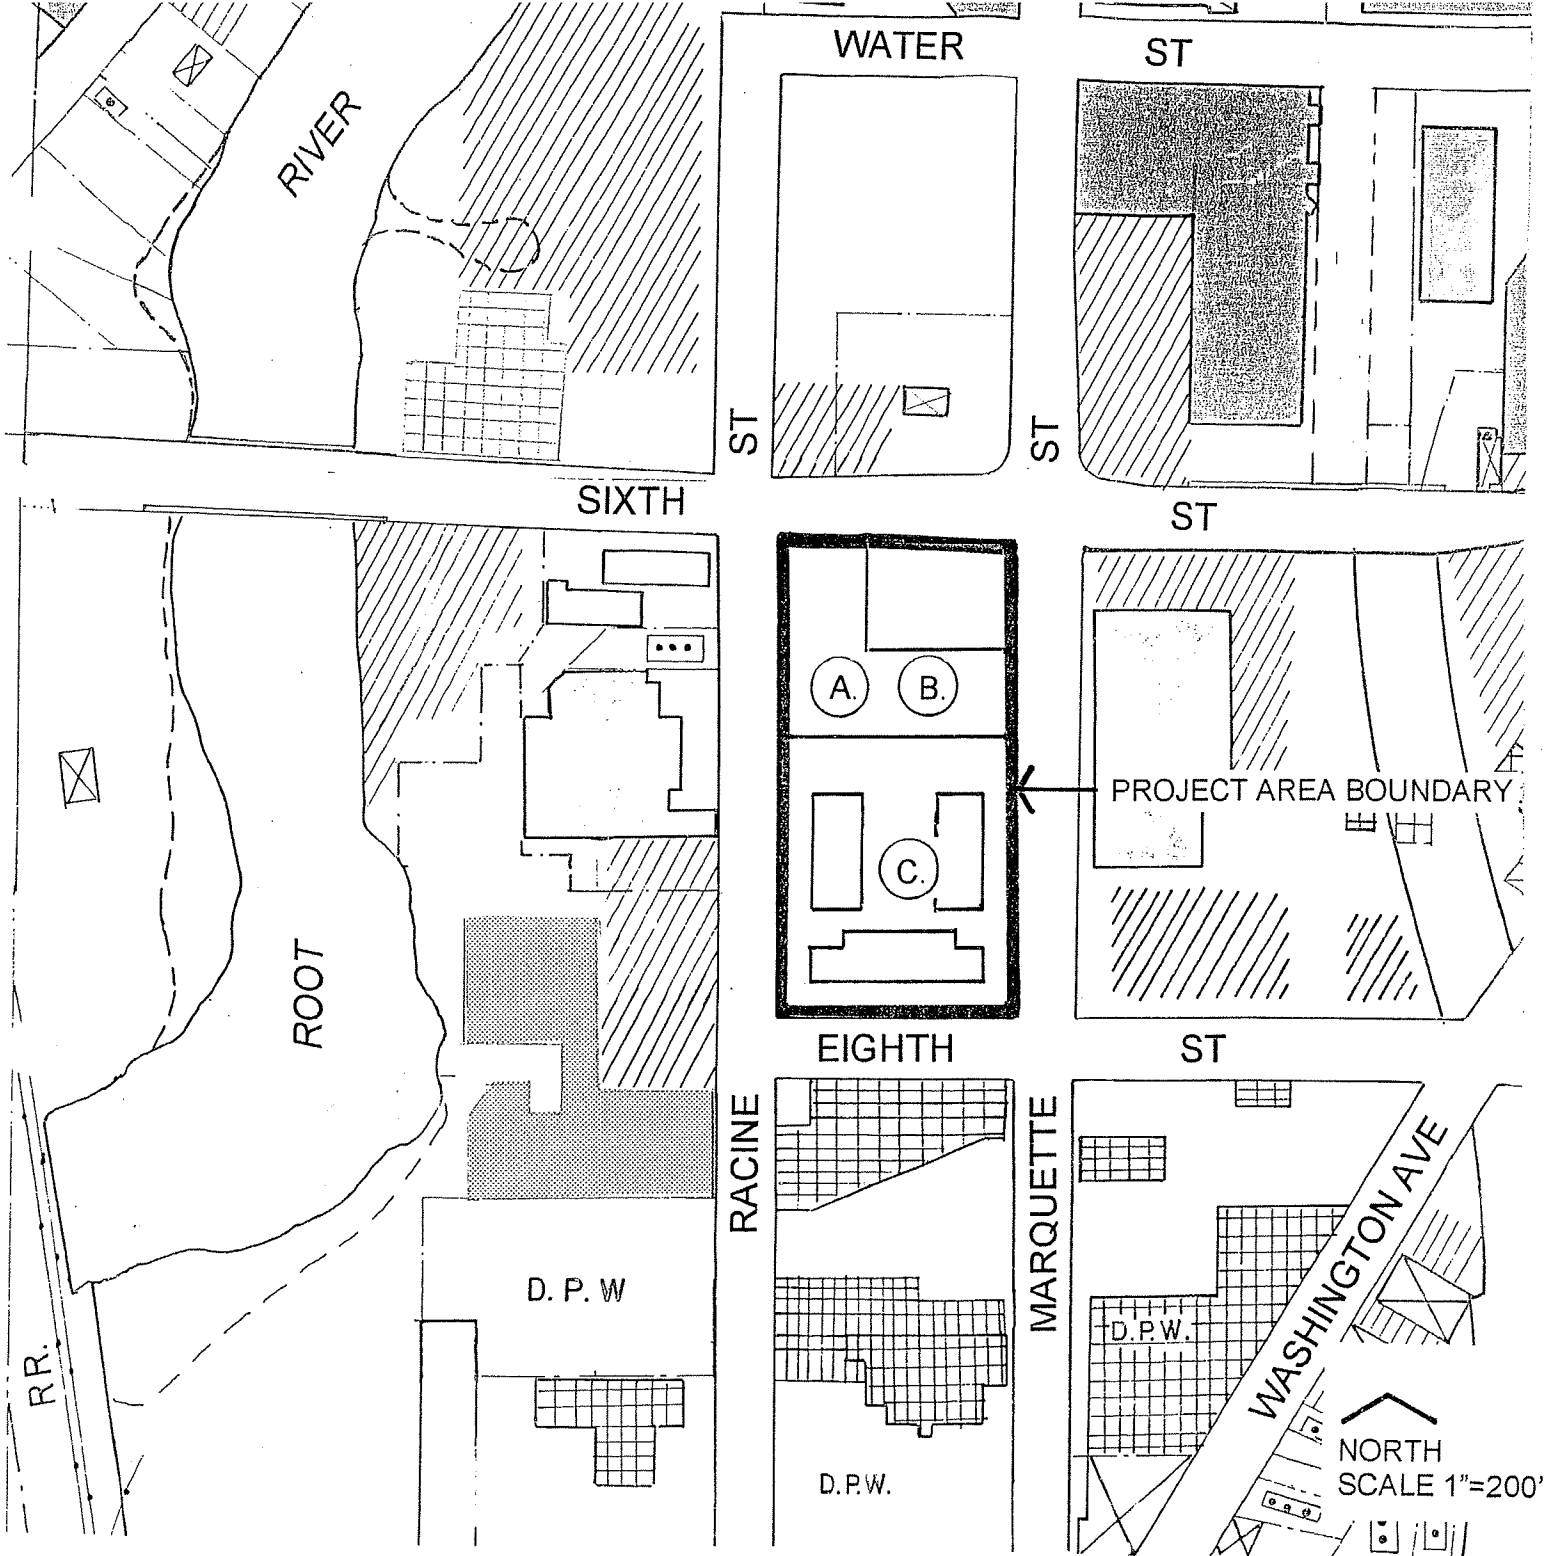 WATER ST
RIVER
ST
ST
SIXTH ST
A. B.
PROJECT AREA BOUNDARY
C.
ROOT
EIGHTH ST
RACINE
MARQUETTE
WASHINGTON AVE
D. P. W
D.P.W.
RR.
NORTH
D.P.W.
SCALE 1"=200'